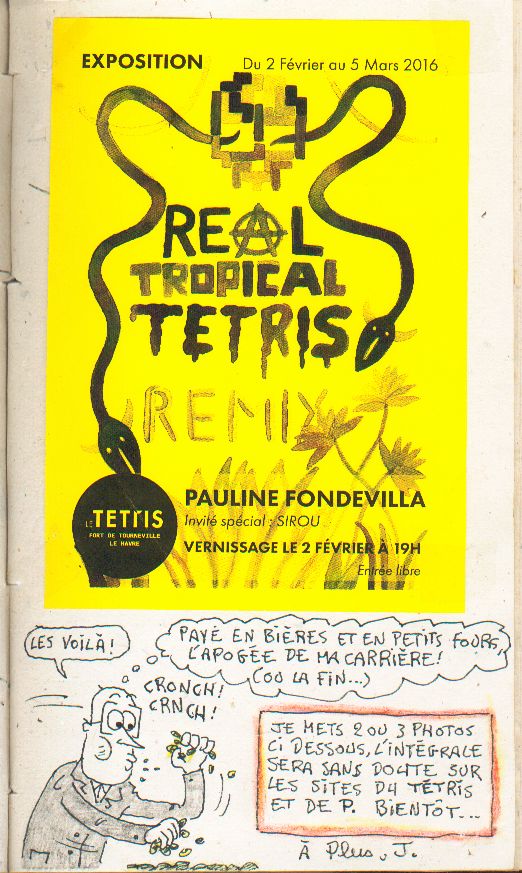 EXPOSITION Du 2 Février au 5 Mars 2016
REAL
TROPICAL
TETRIS
REMIX
LE TETRIS
FORT DE TOURNEVILLE
LE HAVRE
PAULINE FONDEVILLA
Invité spécial : SIROU
VERNISSAGE LE 2 FÉVRIER À 19H
Entrée libre
LES VOILÀ !
PAYÉ EN BIÈRES ET EN PETITS FOURS,
L'APOGÉE DE MA CARRIÈRE!
(OU LA FIN...)
CRONCH!
CRNCH!
JE METS 2 OU 3 PHOTOS
CI DESSOUS, L'INTÉGRALE
SERA SANS DOUTE SUR
LES SITES DU TÉTRIS
ET DE P. BIENTÔT...
À Plus, J.